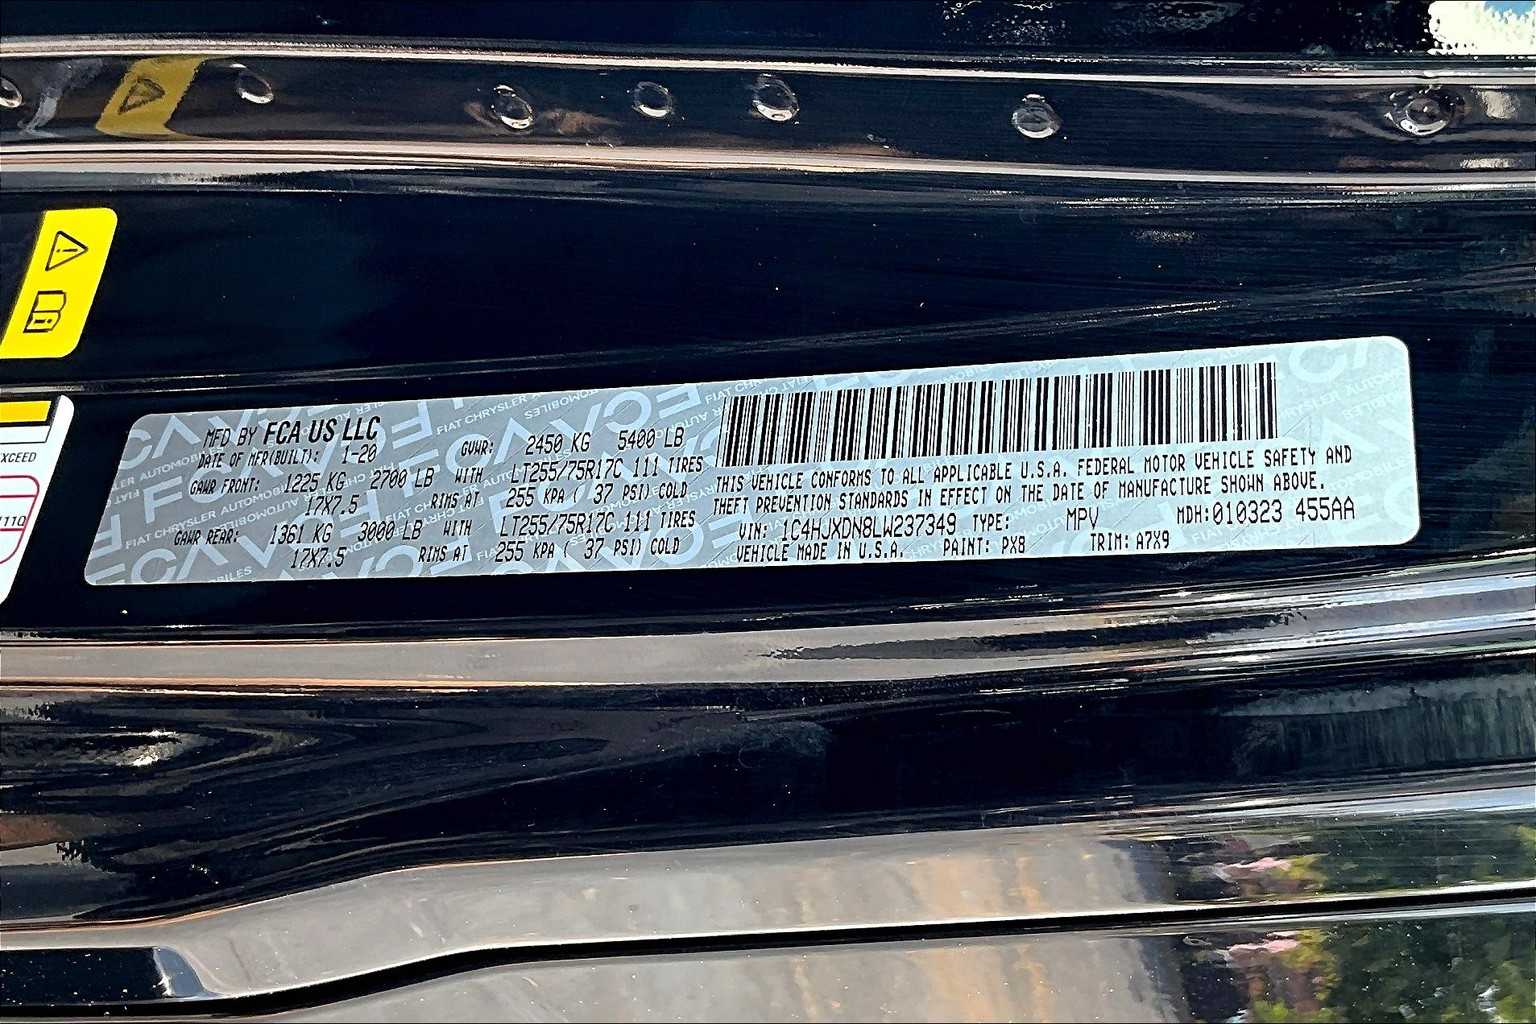 MFD BY FCA US LLC
DATE OF MFR(BUILT): 1-20
GVWR: 2450 KG 5400 LB
GAWR FRONT: 1225 KG 2700 LB WITH LT255/75R17C 111 TIRES
17X7.5 RIMS AT 255 KPA ( 37 PSI) COLD
GAWR REAR: 1361 KG 3000 LB WITH LT255/75R17C 111 TIRES
17X7.5 RIMS AT 255 KPA ( 37 PSI) COLD
THIS VEHICLE CONFORMS TO ALL APPLICABLE U.S.A. FEDERAL MOTOR VEHICLE SAFETY AND
THEFT PREVENTION STANDARDS IN EFFECT ON THE DATE OF MANUFACTURE SHOWN ABOVE.
VIN: 1C4HJXDN8LW237349 TYPE: MPV MDH:010323 455AA
VEHICLE MADE IN U.S.A. PAINT: PX8 TRIM: A7X9
XCEED